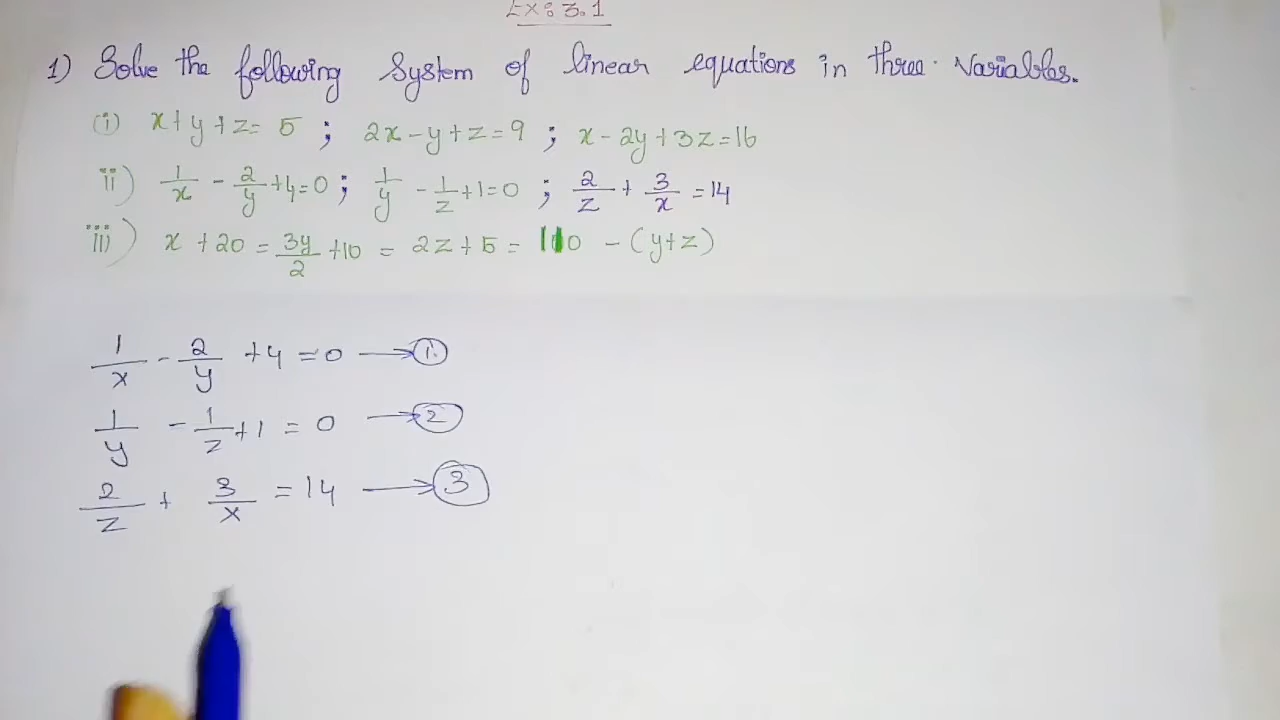 Ex: 3.1
1) Solve the following System of linear equations in three Variables.
(i) x+y+z= 5 ; 2x-y+z=9 ; x-2y+3z=16
ii) 1/x - 2/y +4=0 ; 1/y - 1/z +1=0 ; 2/z + 3/x =14
iii) x +20 = 3y/2 +10 = 2z+5 = 110 - (y+z)
1/x - 2/y +4 =0 → ①
1/y - 1/z +1 = 0 → ②
2/z + 3/x = 14 → ③